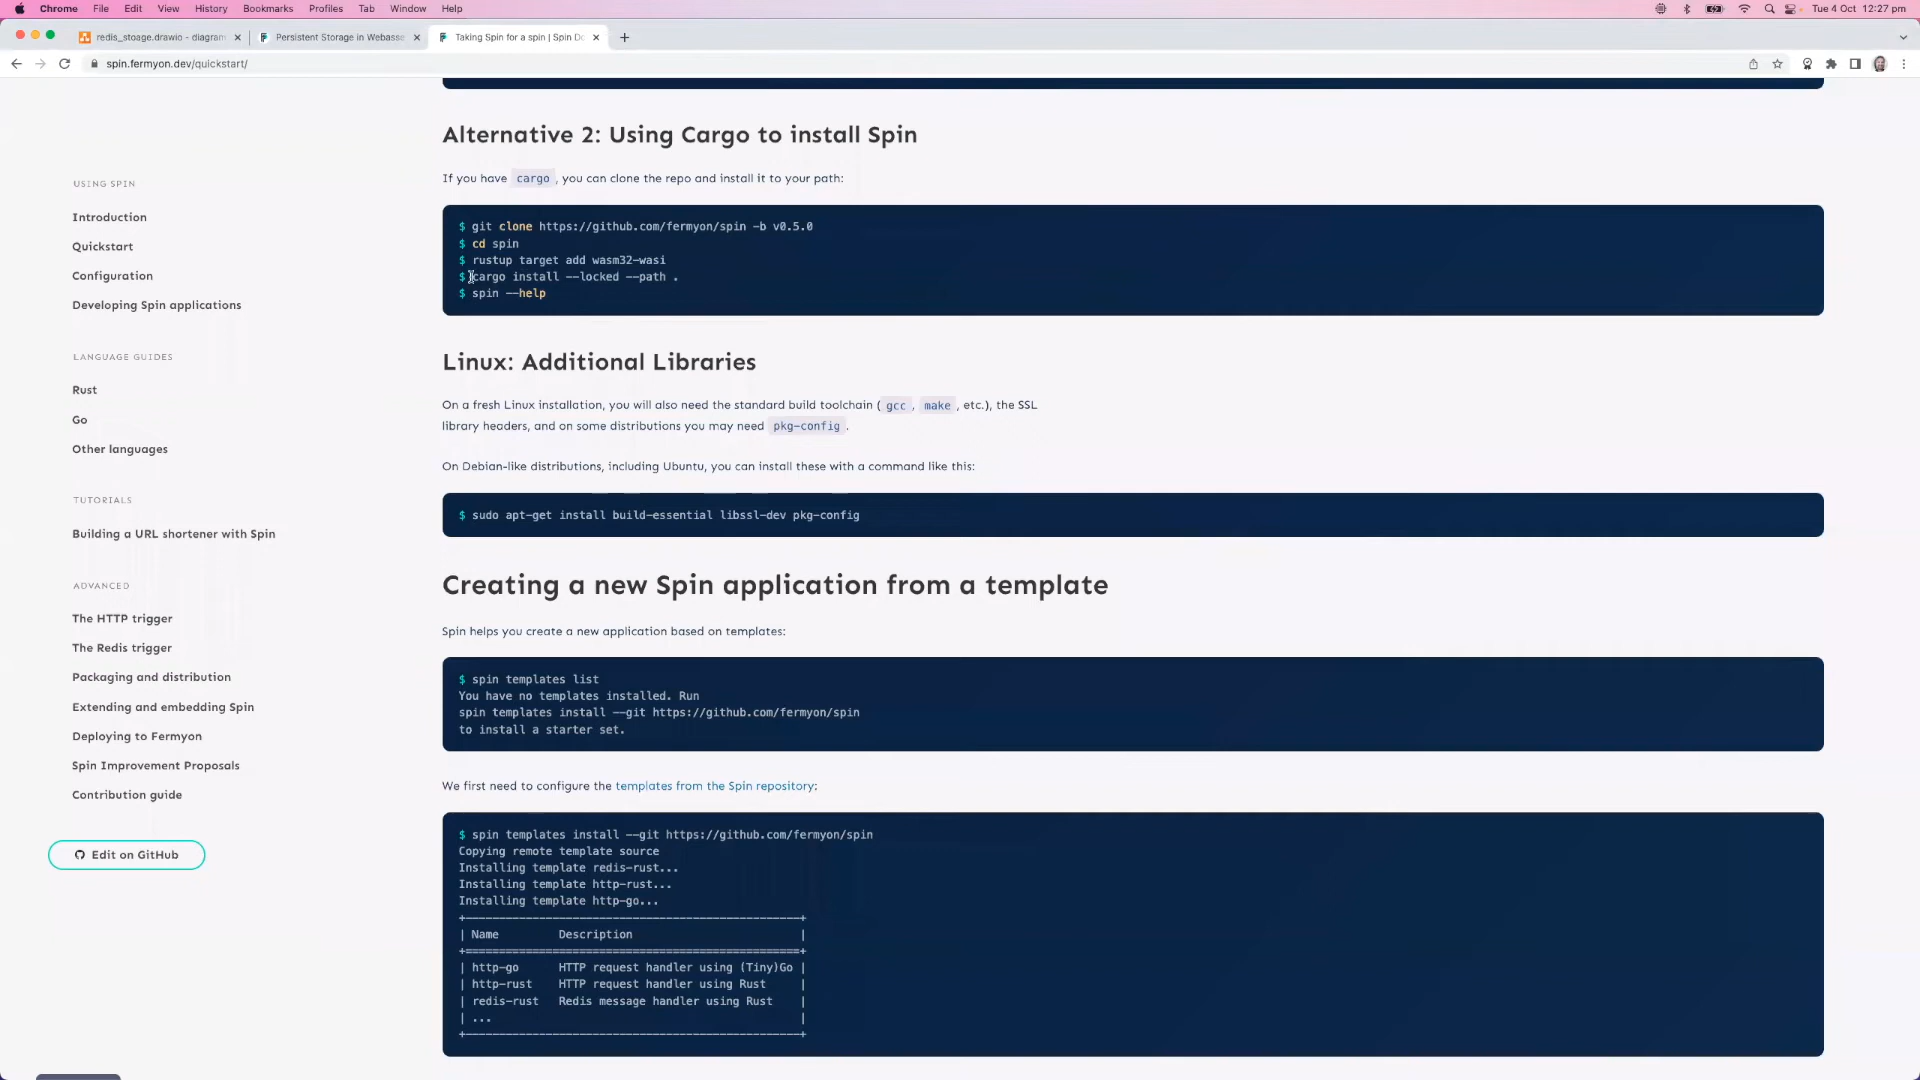 Chrome File Edit View History Bookmarks Profiles Tab Window Help Tue 4 Oct 12:27 pm
redis_stoage.drawio - diagram Persistent Storage in Webasse Taking Spin for a spin | Spin Do
spin.fermyon.dev/quickstart/
USING SPIN
Introduction
Quickstart
Configuration
Developing Spin applications
LANGUAGE GUIDES
Rust
Go
Other languages
TUTORIALS
Building a URL shortener with Spin
ADVANCED
The HTTP trigger
The Redis trigger
Packaging and distribution
Extending and embedding Spin
Deploying to Fermyon
Spin Improvement Proposals
Contribution guide
Edit on GitHub
Alternative 2: Using Cargo to install Spin
If you have cargo, you can clone the repo and install it to your path:
$ git clone https://github.com/fermyon/spin -b v0.5.0
$ cd spin
$ rustup target add wasm32-wasi
$ cargo install --locked --path .
$ spin --help
Linux: Additional Libraries
On a fresh Linux installation, you will also need the standard build toolchain (gcc, make, etc.), the SSL
library headers, and on some distributions you may need pkg-config.
On Debian-like distributions, including Ubuntu, you can install these with a command like this:
$ sudo apt-get install build-essential libssl-dev pkg-config
Creating a new Spin application from a template
Spin helps you create a new application based on templates:
$ spin templates list
You have no templates installed. Run
spin templates install --git https://github.com/fermyon/spin
to install a starter set.
We first need to configure the templates from the Spin repository:
$ spin templates install --git https://github.com/fermyon/spin
Copying remote template source
Installing template redis-rust...
Installing template http-rust...
Installing template http-go...
+---------------------------------------------------+
| Name Description |
+===================================================+
| http-go HTTP request handler using (Tiny)Go |
| http-rust HTTP request handler using Rust |
| redis-rust Redis message handler using Rust |
| ... |
+---------------------------------------------------+